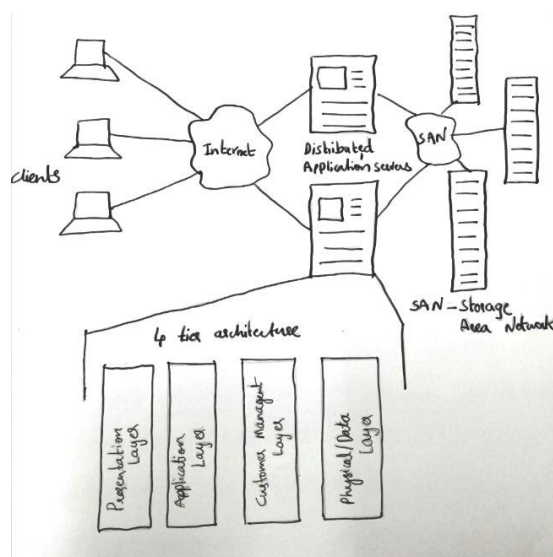 Clients
Internet
Distributed
Application servers
SAN
SAN - Storage
Area Network
4 tier architecture
Presentation
Layer
Application
Layer
Customer Managent
Layer
Physical/Data
Layer